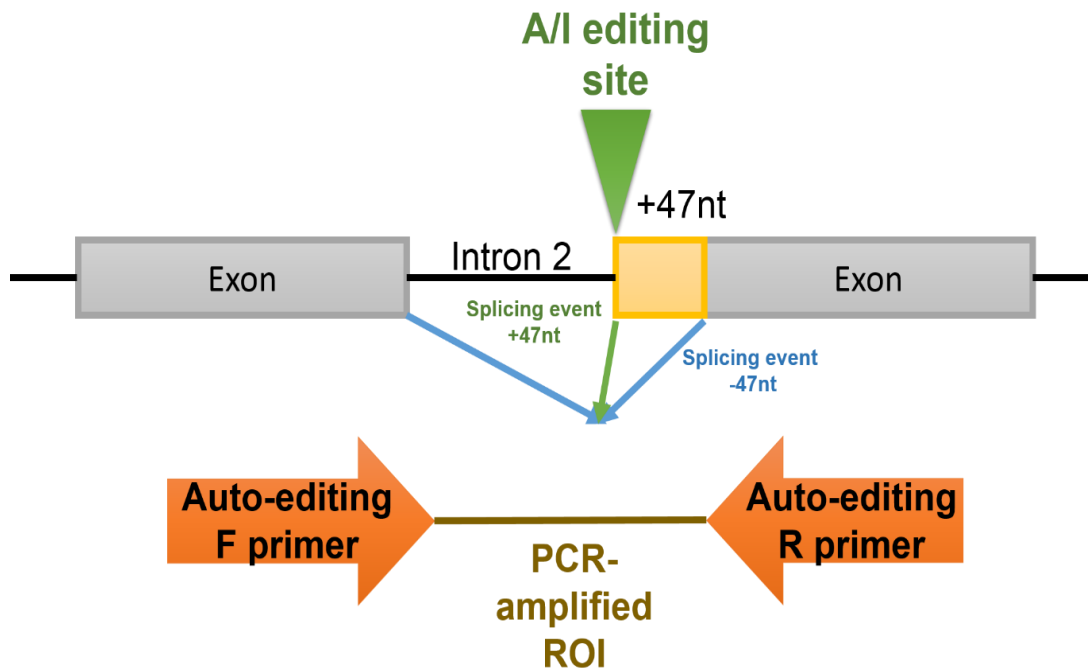 A/I editing
site
+47nt
Exon
Intron 2
Exon
Splicing event
+47nt
Splicing event
-47nt
Auto-editing
F primer
Auto-editing
R primer
PCR-
amplified
ROI